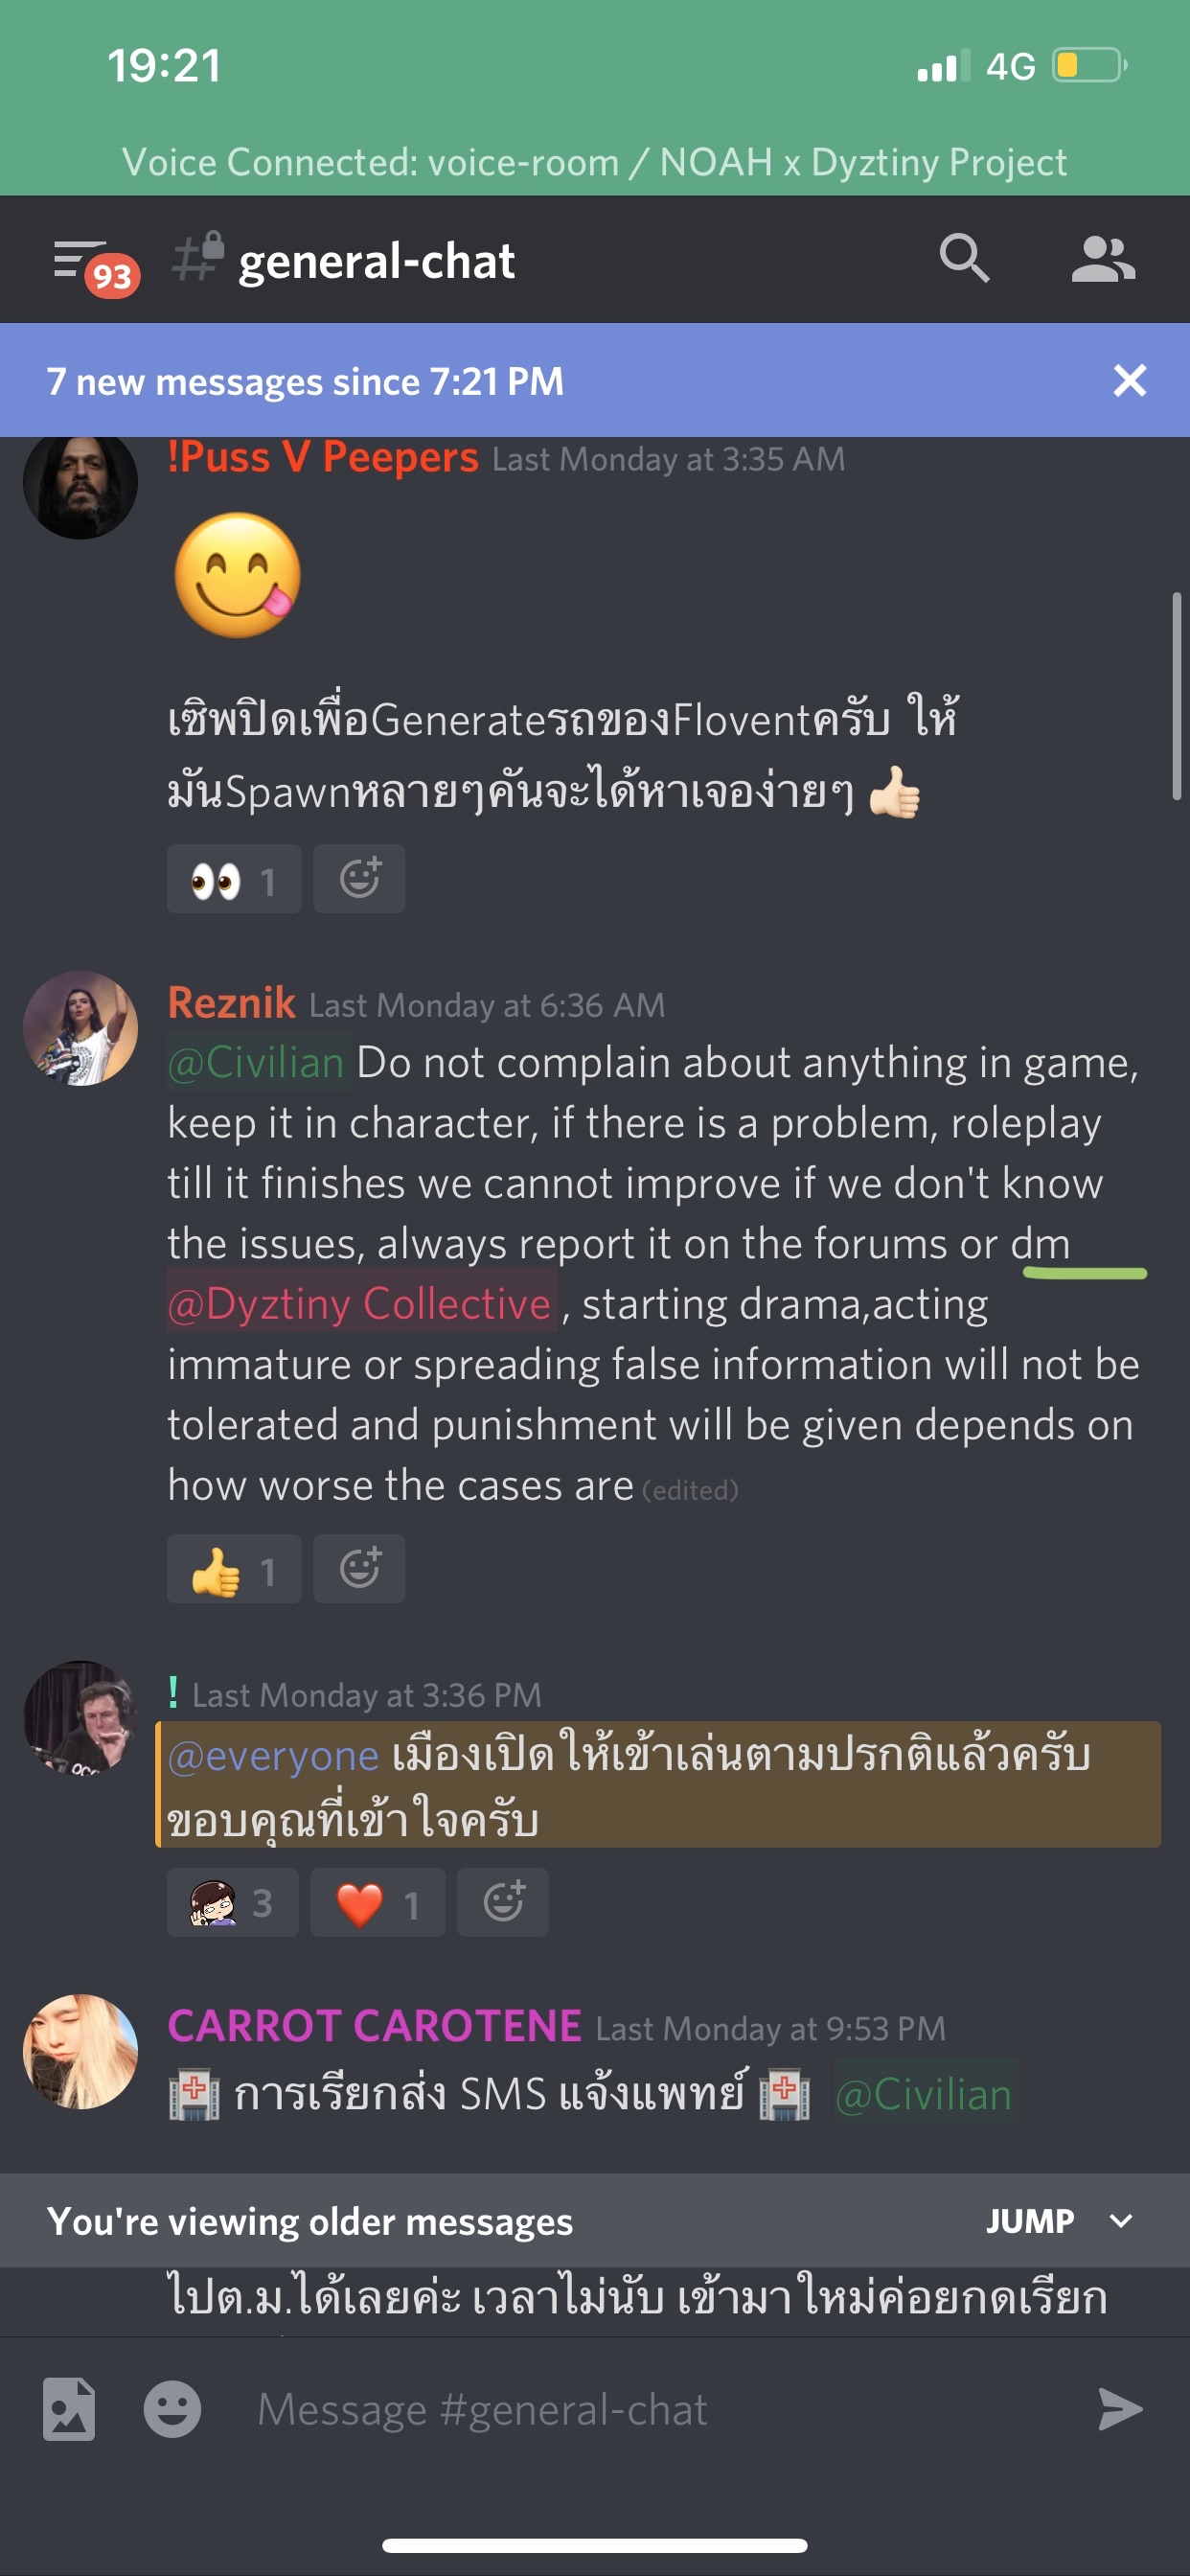 19:21
4G
Voice Connected: voice-room / NOAH x Dyztiny Project
93
general-chat
7 new messages since 7:21 PM
!Puss V Peepers Last Monday at 3:35 AM
เซิพปิดเพื่อGenerateรถของFloventครับ ให้
มันSpawnหลายๆคันจะได้หาเจอง่ายๆ
1
Reznik Last Monday at 6:36 AM
@Civilian Do not complain about anything in game,
keep it in character, if there is a problem, roleplay
till it finishes we cannot improve if we don't know
the issues, always report it on the forums or dm
@Dyztiny Collective , starting drama,acting
immature or spreading false information will not be
tolerated and punishment will be given depends on
how worse the cases are (edited)
1
! Last Monday at 3:36 PM
@everyone เมืองเปิดให้เข้าเล่นตามปรกติแล้วครับ
ขอบคุณที่เข้าใจครับ
3 1
CARROT CAROTENE Last Monday at 9:53 PM
การเรียกส่ง SMS แจ้งแพทย์ @Civilian
You're viewing older messages JUMP
ไปต.ม.ได้เลยค่ะ เวลาไม่นับ เข้ามาใหม่ค่อยกดเรียก
Message #general-chat